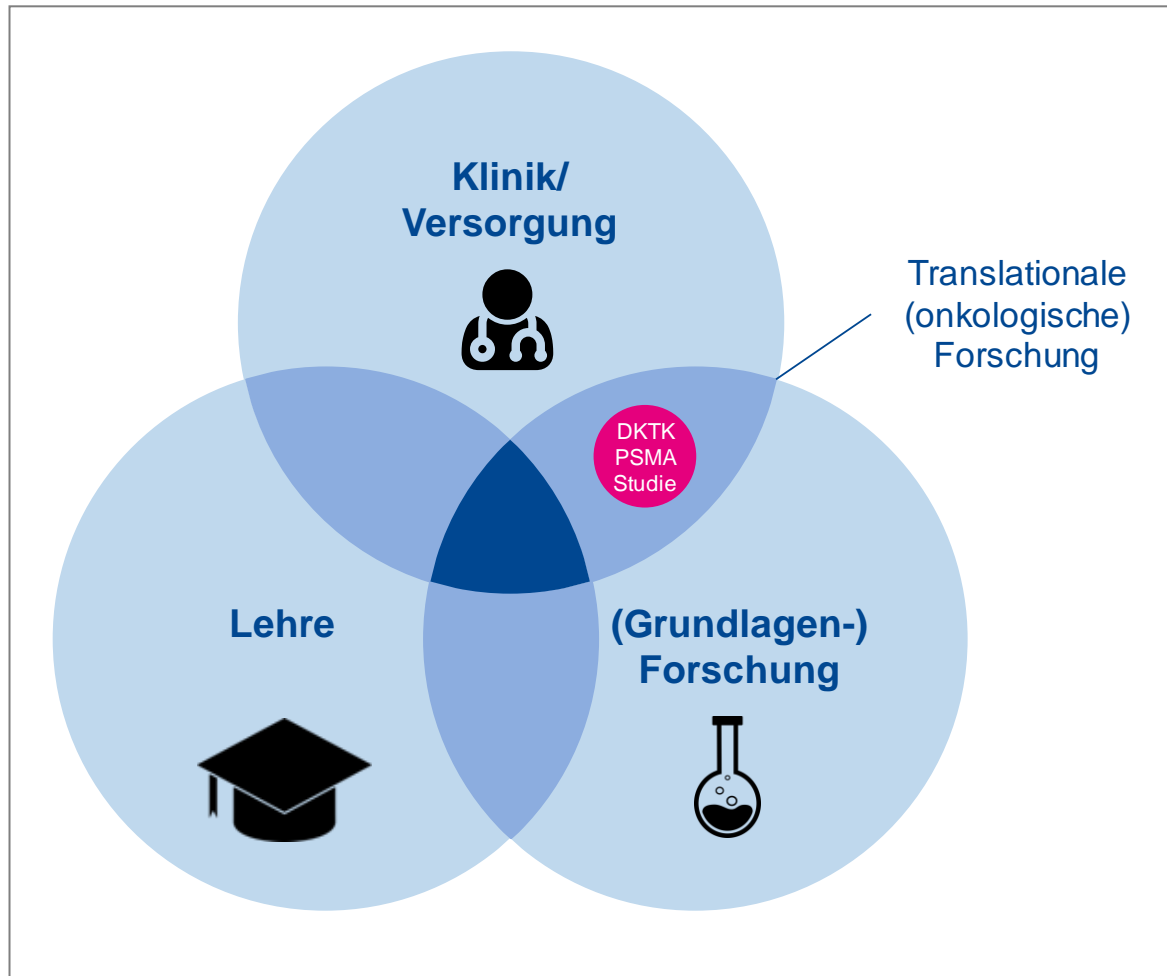 Klinik/
Versorgung
Translationale
(onkologische)
Forschung
DKTK
PSMA
Studie
Lehre
(Grundlagen-)
Forschung